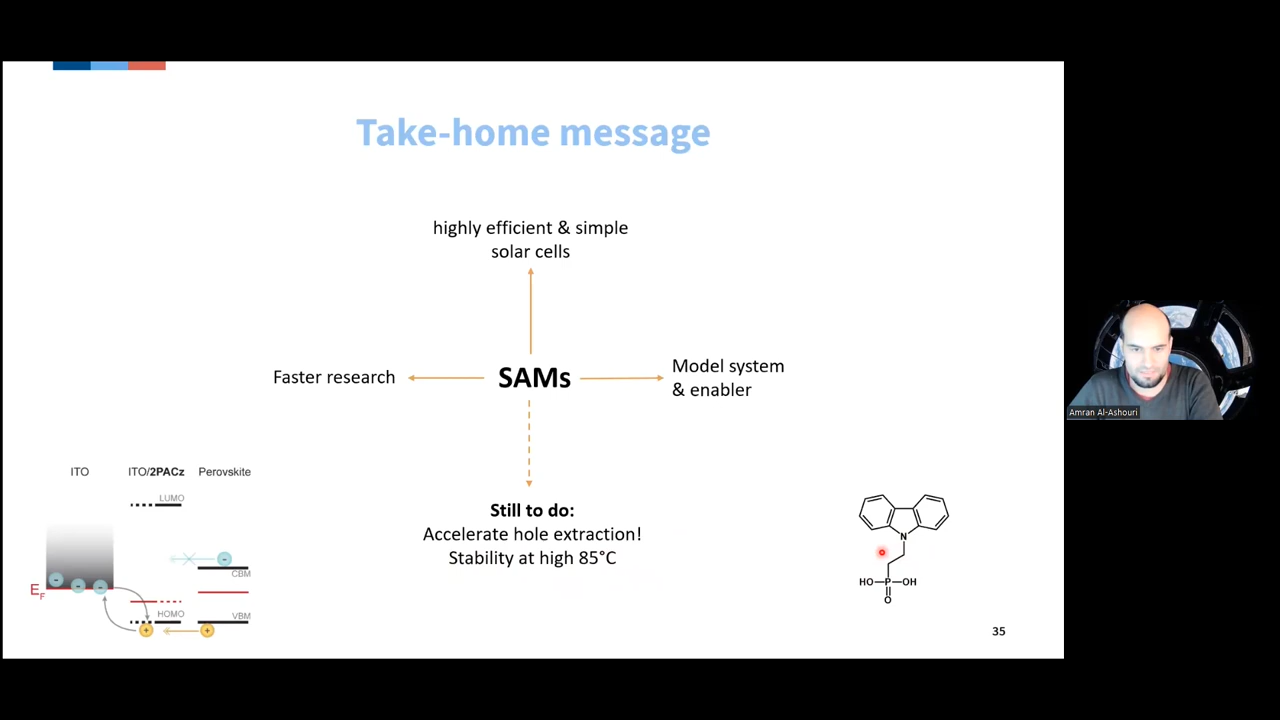 Take-home message
highly efficient & simple
solar cells
Faster research
SAMs
Model system
& enabler
Still to do:
Accelerate hole extraction!
Stability at high 85°C
ITO
ITO/2PACz
Perovskite
LUMO
CBM
EF
HOMO
VBM
N
HO
P
OH
O
35
Amran Al-Ashouri